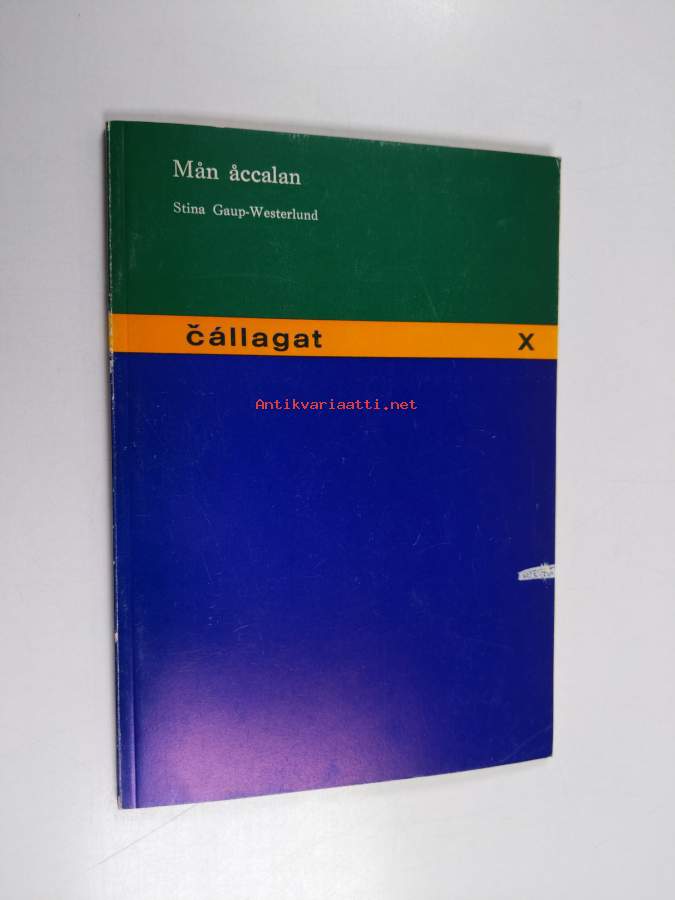 Mån åccalan
Stina Gaup-Westerlund
čállagat X
Antikvariaatti.net